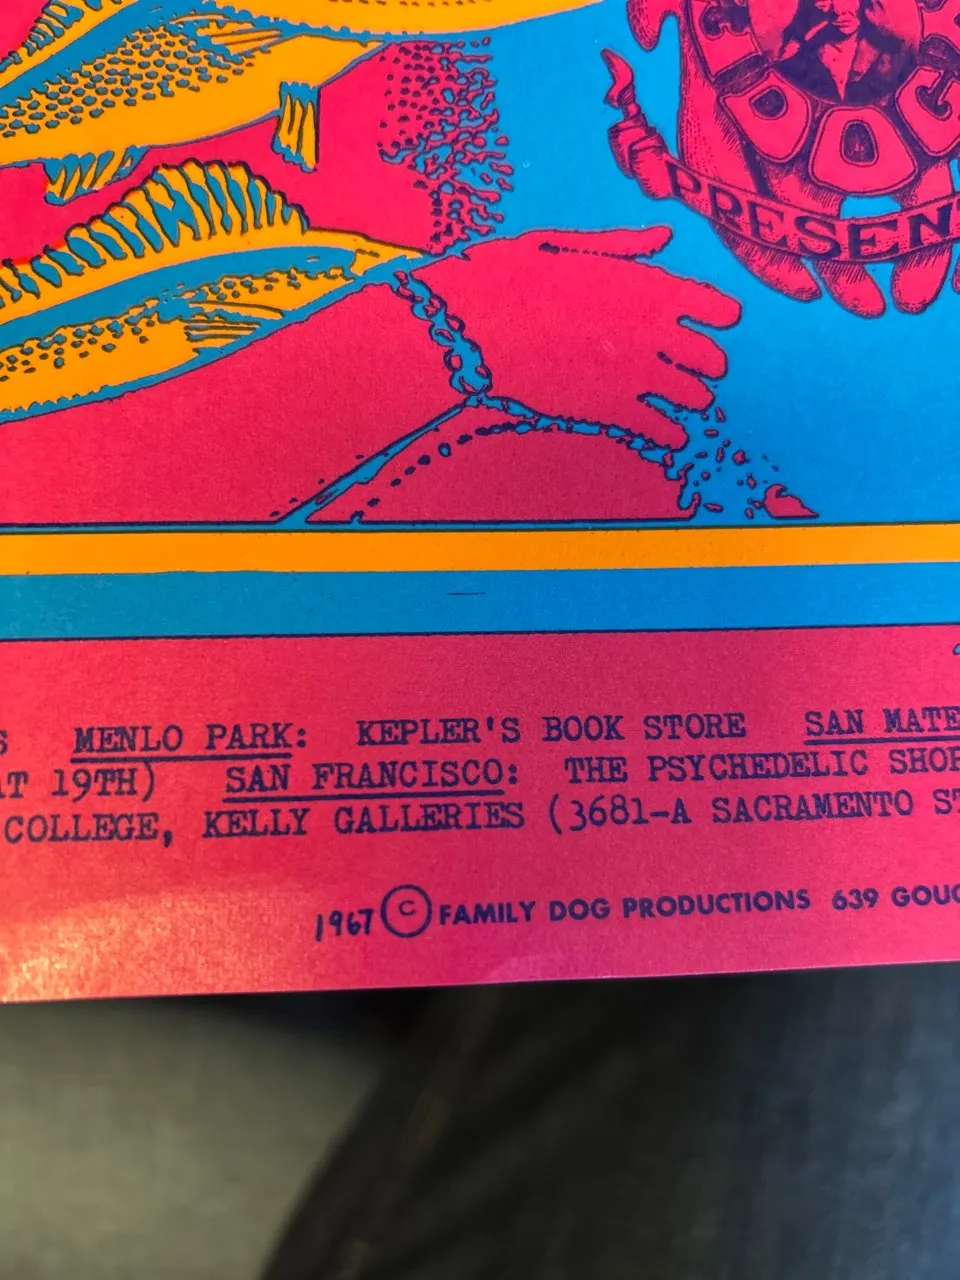 DOG
PRESEN
S MENLO PARK: KEPLER'S BOOK STORE SAN MATE
AT 19TH) SAN FRANCISCO: THE PSYCHEDELIC SHOP
COLLEGE, KELLY GALLERIES (3681-A SACRAMENTO ST
1967 © FAMILY DOG PRODUCTIONS 639 GOUG